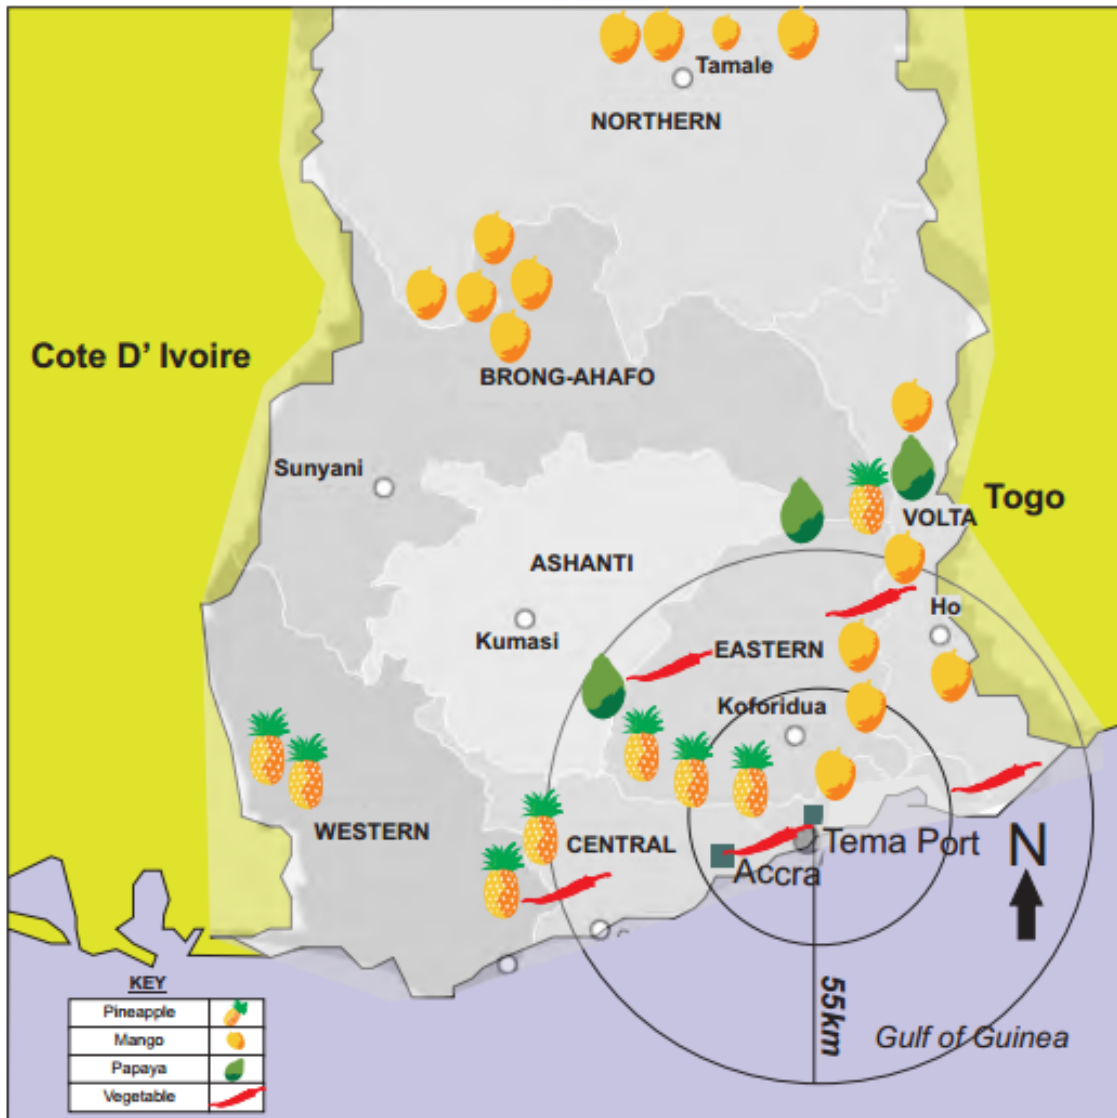 Tamale
NORTHERN
Cote D' Ivoire
BRONG-AHAFO
Sunyani
Togo
VOLTA
ASHANTI
Ho
Kumasi
EASTERN
Koforidua
WESTERN
CENTRAL
Tema Port
Accra
N
55km
Gulf of Guinea
KEY
Pineapple
Mango
Papaya
Vegetable